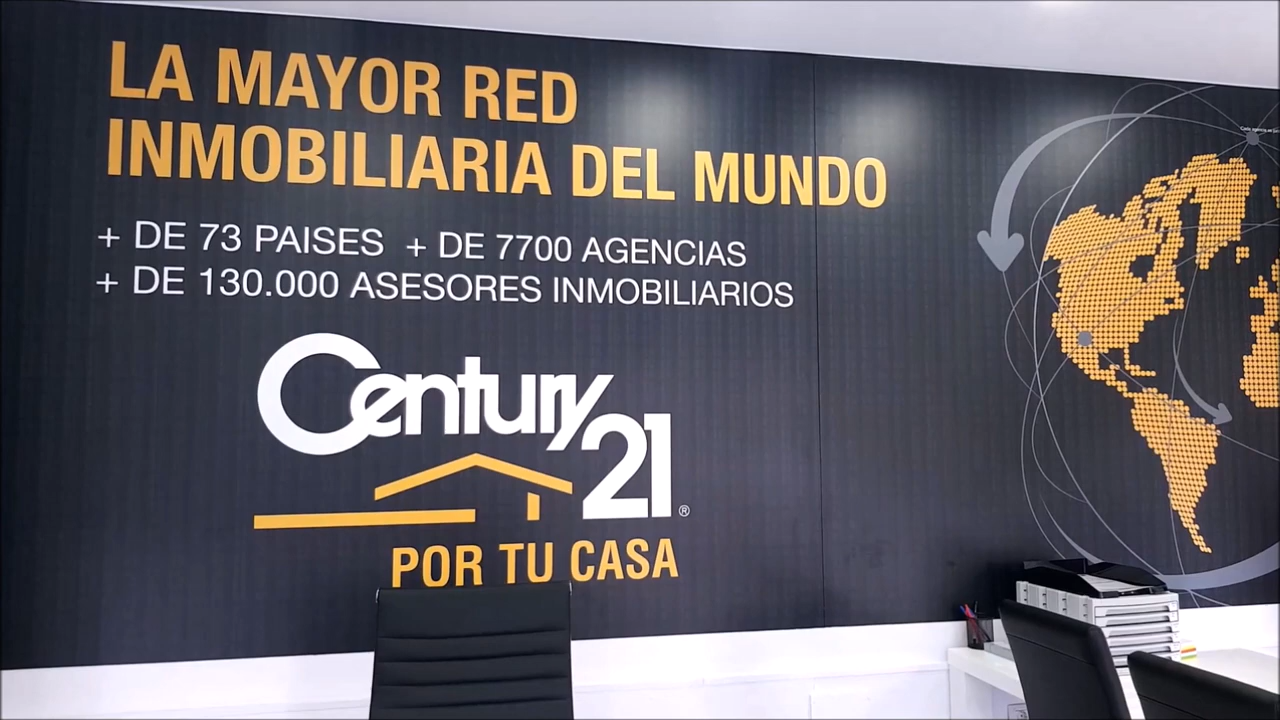 LA MAYOR RED
INMOBILIARIA DEL MUNDO
+ DE 73 PAISES + DE 7700 AGENCIAS
+ DE 130.000 ASESORES INMOBILIARIOS
Century
21®
POR TU CASA